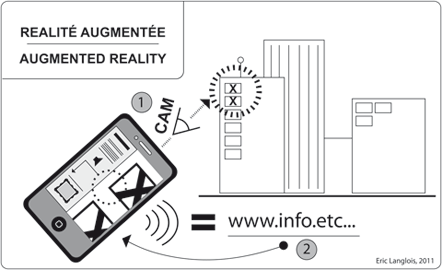 REALITÉ AUGMENTÉE
AUGMENTED REALITY
1
CAM
X
X
= www.info.etc...
2
Eric Langlois, 2011